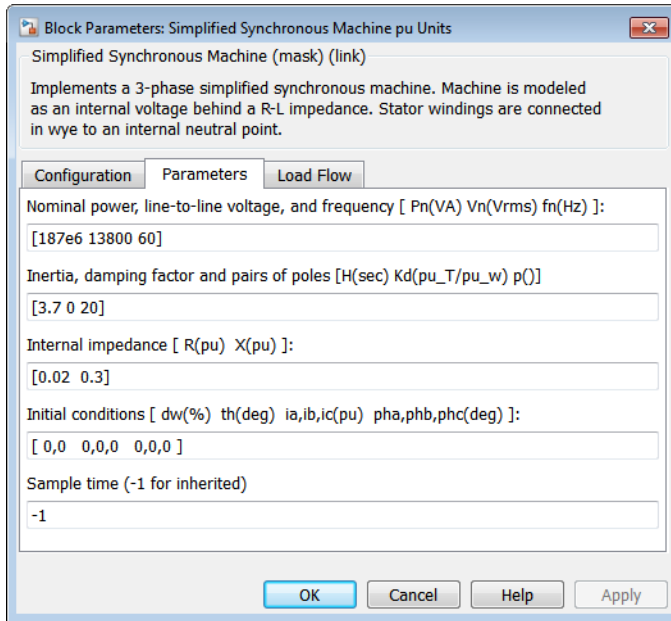 Block Parameters: Simplified Synchronous Machine pu Units
Simplified Synchronous Machine (mask) (link)
Implements a 3-phase simplified synchronous machine. Machine is modeled
as an internal voltage behind a R-L impedance. Stator windings are connected
in wye to an internal neutral point.
Configuration Parameters Load Flow
Nominal power, line-to-line voltage, and frequency [ Pn(VA) Vn(Vrms) fn(Hz) ]:
[187e6 13800 60]
Inertia, damping factor and pairs of poles [H(sec) Kd(pu_T/pu_w) p()]
[3.7 0 20]
Internal impedance [ R(pu) X(pu) ]:
[0.02 0.3]
Initial conditions [ dw(%) th(deg) ia,ib,ic(pu) pha,phb,phc(deg) ]:
[ 0,0 0,0,0 0,0,0 ]
Sample time (-1 for inherited)
-1
OK Cancel Help Apply